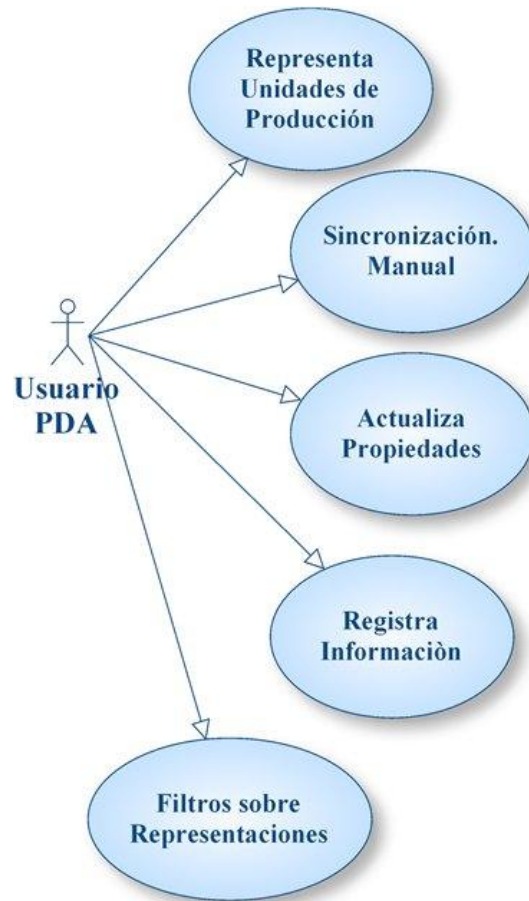 Representa
Unidades de
Producción
Sincronización.
Manual
Usuario
PDA
Actualiza
Propiedades
Registra
Informaciòn
Filtros sobre
Representaciones